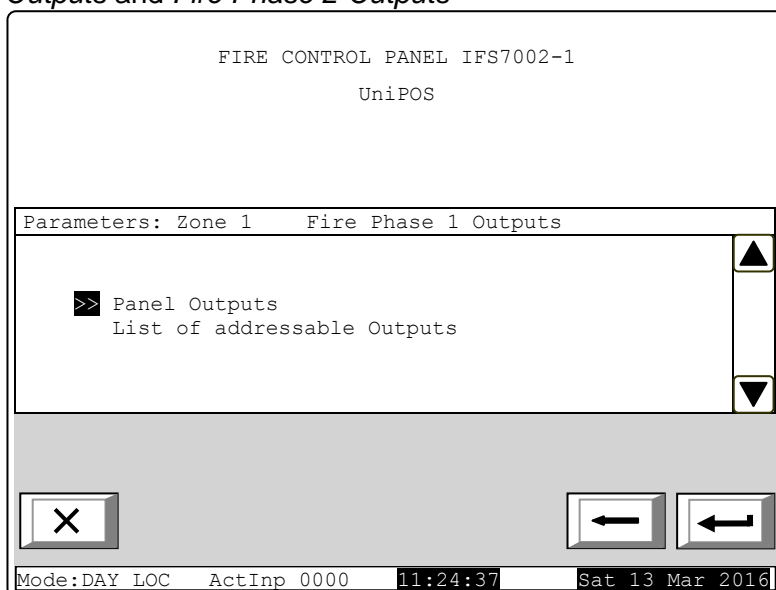 Outputs and Fire Phase 2 Outputs
FIRE CONTROL PANEL IFS7002-1
UniPOS
Parameters: Zone 1 Fire Phase 1 Outputs
>> Panel Outputs
List of addressable Outputs
Mode:DAY LOC ActInp 0000 11:24:37 Sat 13 Mar 2016